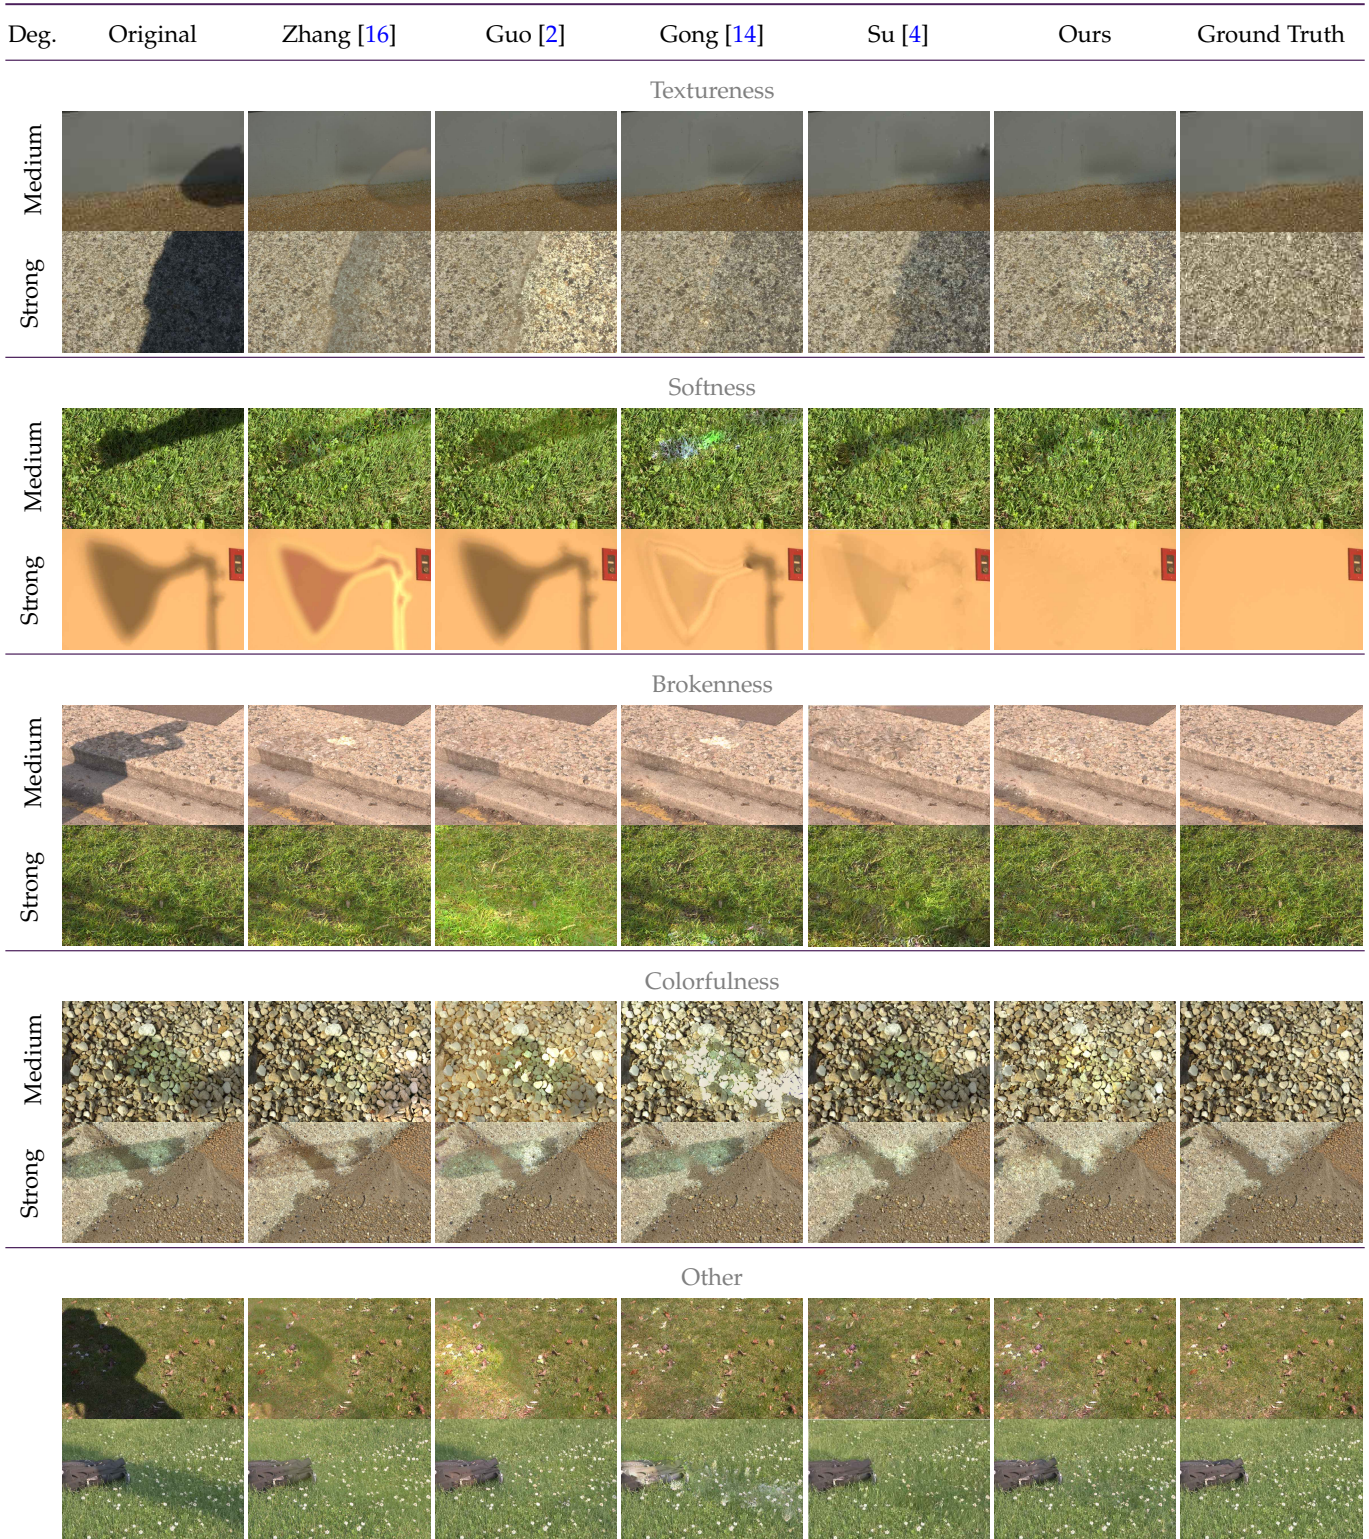 Deg. Original Zhang [16] Guo [2] Gong [14] Su [4] Ours Ground Truth
Textureness
Medium
Strong
Softness
Medium
Strong
Brokenness
Medium
Strong
Colorfulness
Medium
Strong
Other